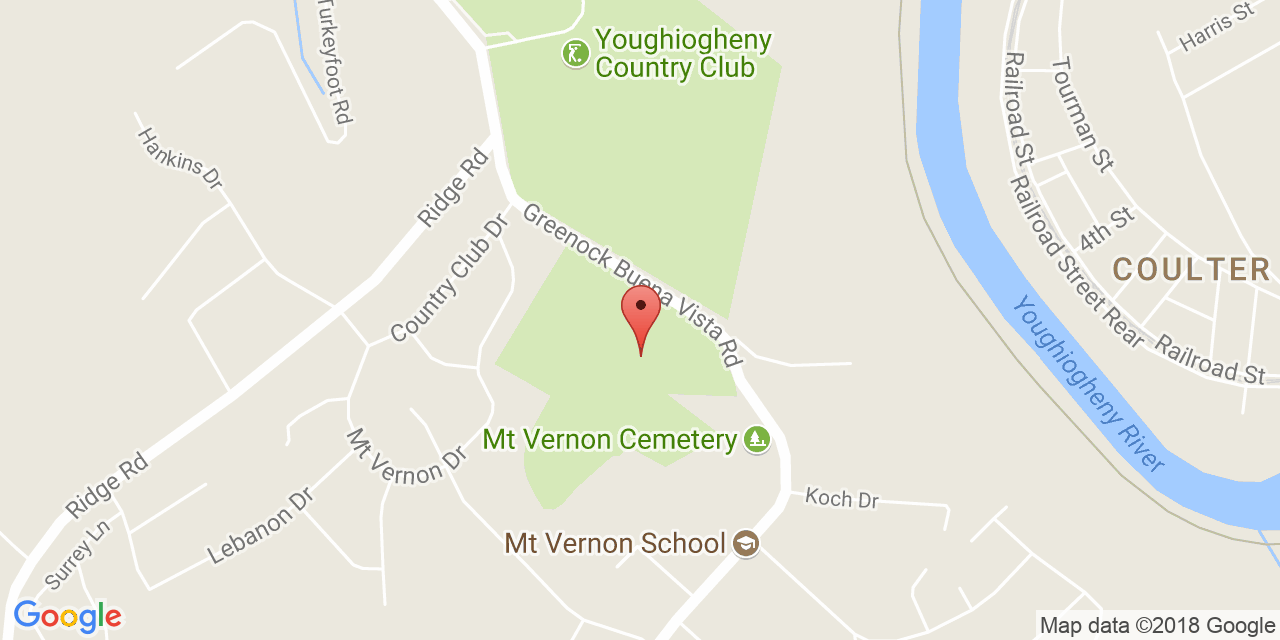 Turkeyfoot Rd
Youghiogheny
Country Club
Harris St
Railroad St
Tourman St
Hankins Dr
Ridge Rd
Greenock Buena Vista Rd
Country Club Dr
Railroad Street Rear
4th St
COULTER
Youghiogheny River
Railroad St
Mt Vernon Cemetery
Mt Vernon Dr
Ridge Rd
Lebanon Dr
Koch Dr
Surrey Ln
Mt Vernon School
Google
Map data ©2018 Google